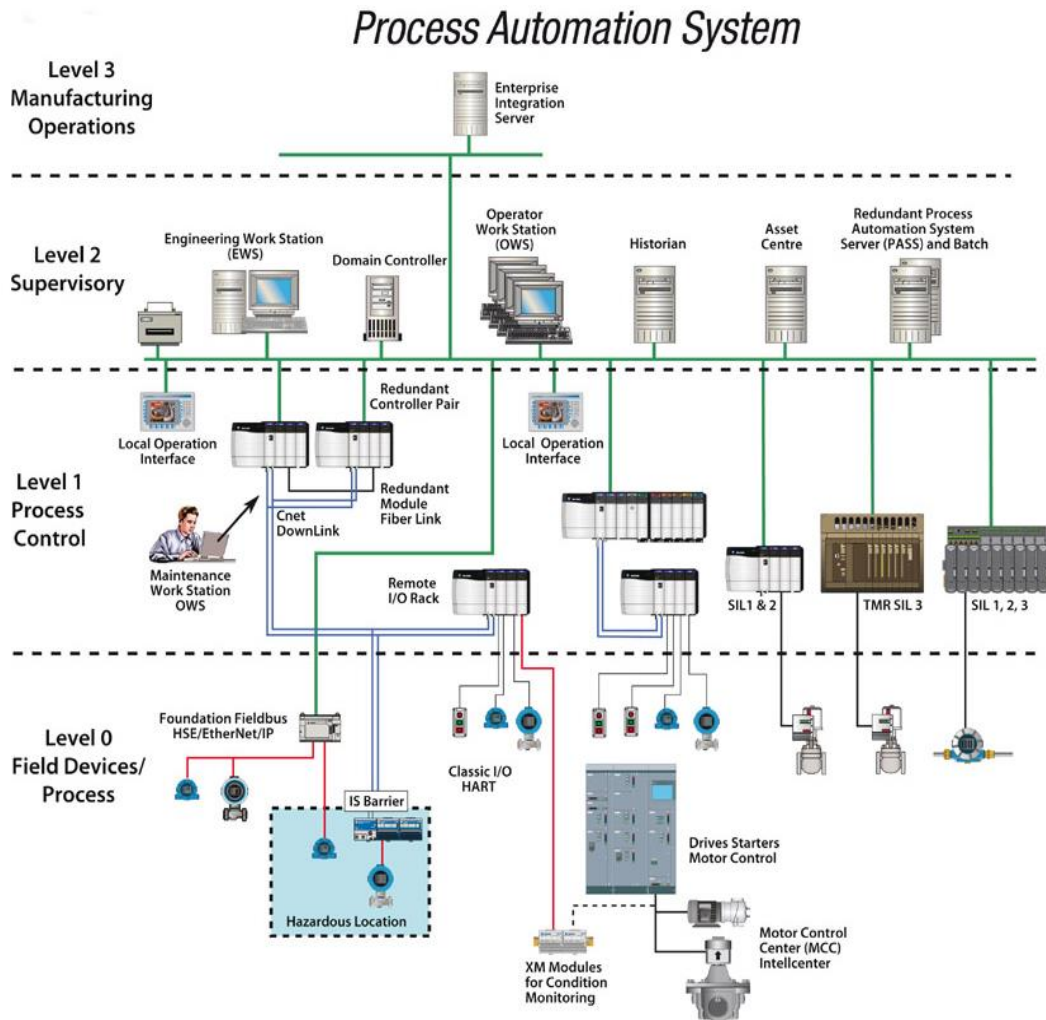 Process Automation System
Level 3
Manufacturing
Operations
Enterprise
Integration
Server
Level 2
Supervisory
Engineering Work Station
(EWS)
Domain Controller
Operator
Work Station
(OWS)
Historian
Asset
Centre
Redundant Process
Automation System
Server (PASS) and Batch
Level 1
Process
Control
Local Operation
Interface
Redundant
Controller Pair
Redundant
Module
Fiber Link
Cnet
DownLink
Maintenance
Work Station
OWS
Local Operation
Interface
Remote
I/O Rack
SIL1 & 2
TMR SIL 3
SIL 1, 2, 3
Level 0
Field Devices/
Process
Foundation Fieldbus
HSE/EtherNet/IP
IS Barrier
Hazardous Location
Classic I/O
HART
XM Modules
for Condition
Monitoring
Drives Starters
Motor Control
Motor Control
Center (MCC)
Intellcenter